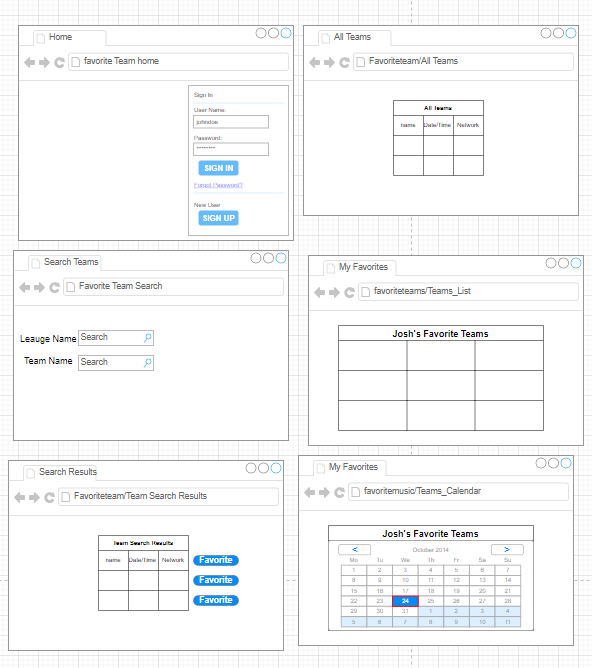 Home
favorite Team home
Sign In
User Name:
johndoe
Password:
********
SIGN IN
Forgot Password?
New User
SIGN UP
All Teams
Favoriteteam/All Teams
All Teams
name Date/Time Network
Search Teams
Favorite Team Search
Leauge Name Search
Team Name Search
My Favorites
favoriteteams/Teams_List
Josh's Favorite Teams
Search Results
Favoriteteam/Team Search Results
Team Search Results
name Date/Time Network
Favorite
Favorite
Favorite
My Favorites
favoritemusic/Teams_Calendar
Josh's Favorite Teams
< October 2014 >
Mo Tu We Th Fr Sa Su
1 2 3 4 5 6 7
8 9 10 11 12 13 14
15 16 17 18 19 20 21
22 23 24 25 26 27 28
29 30 31 1 2 3 4
5 6 7 8 9 10 11